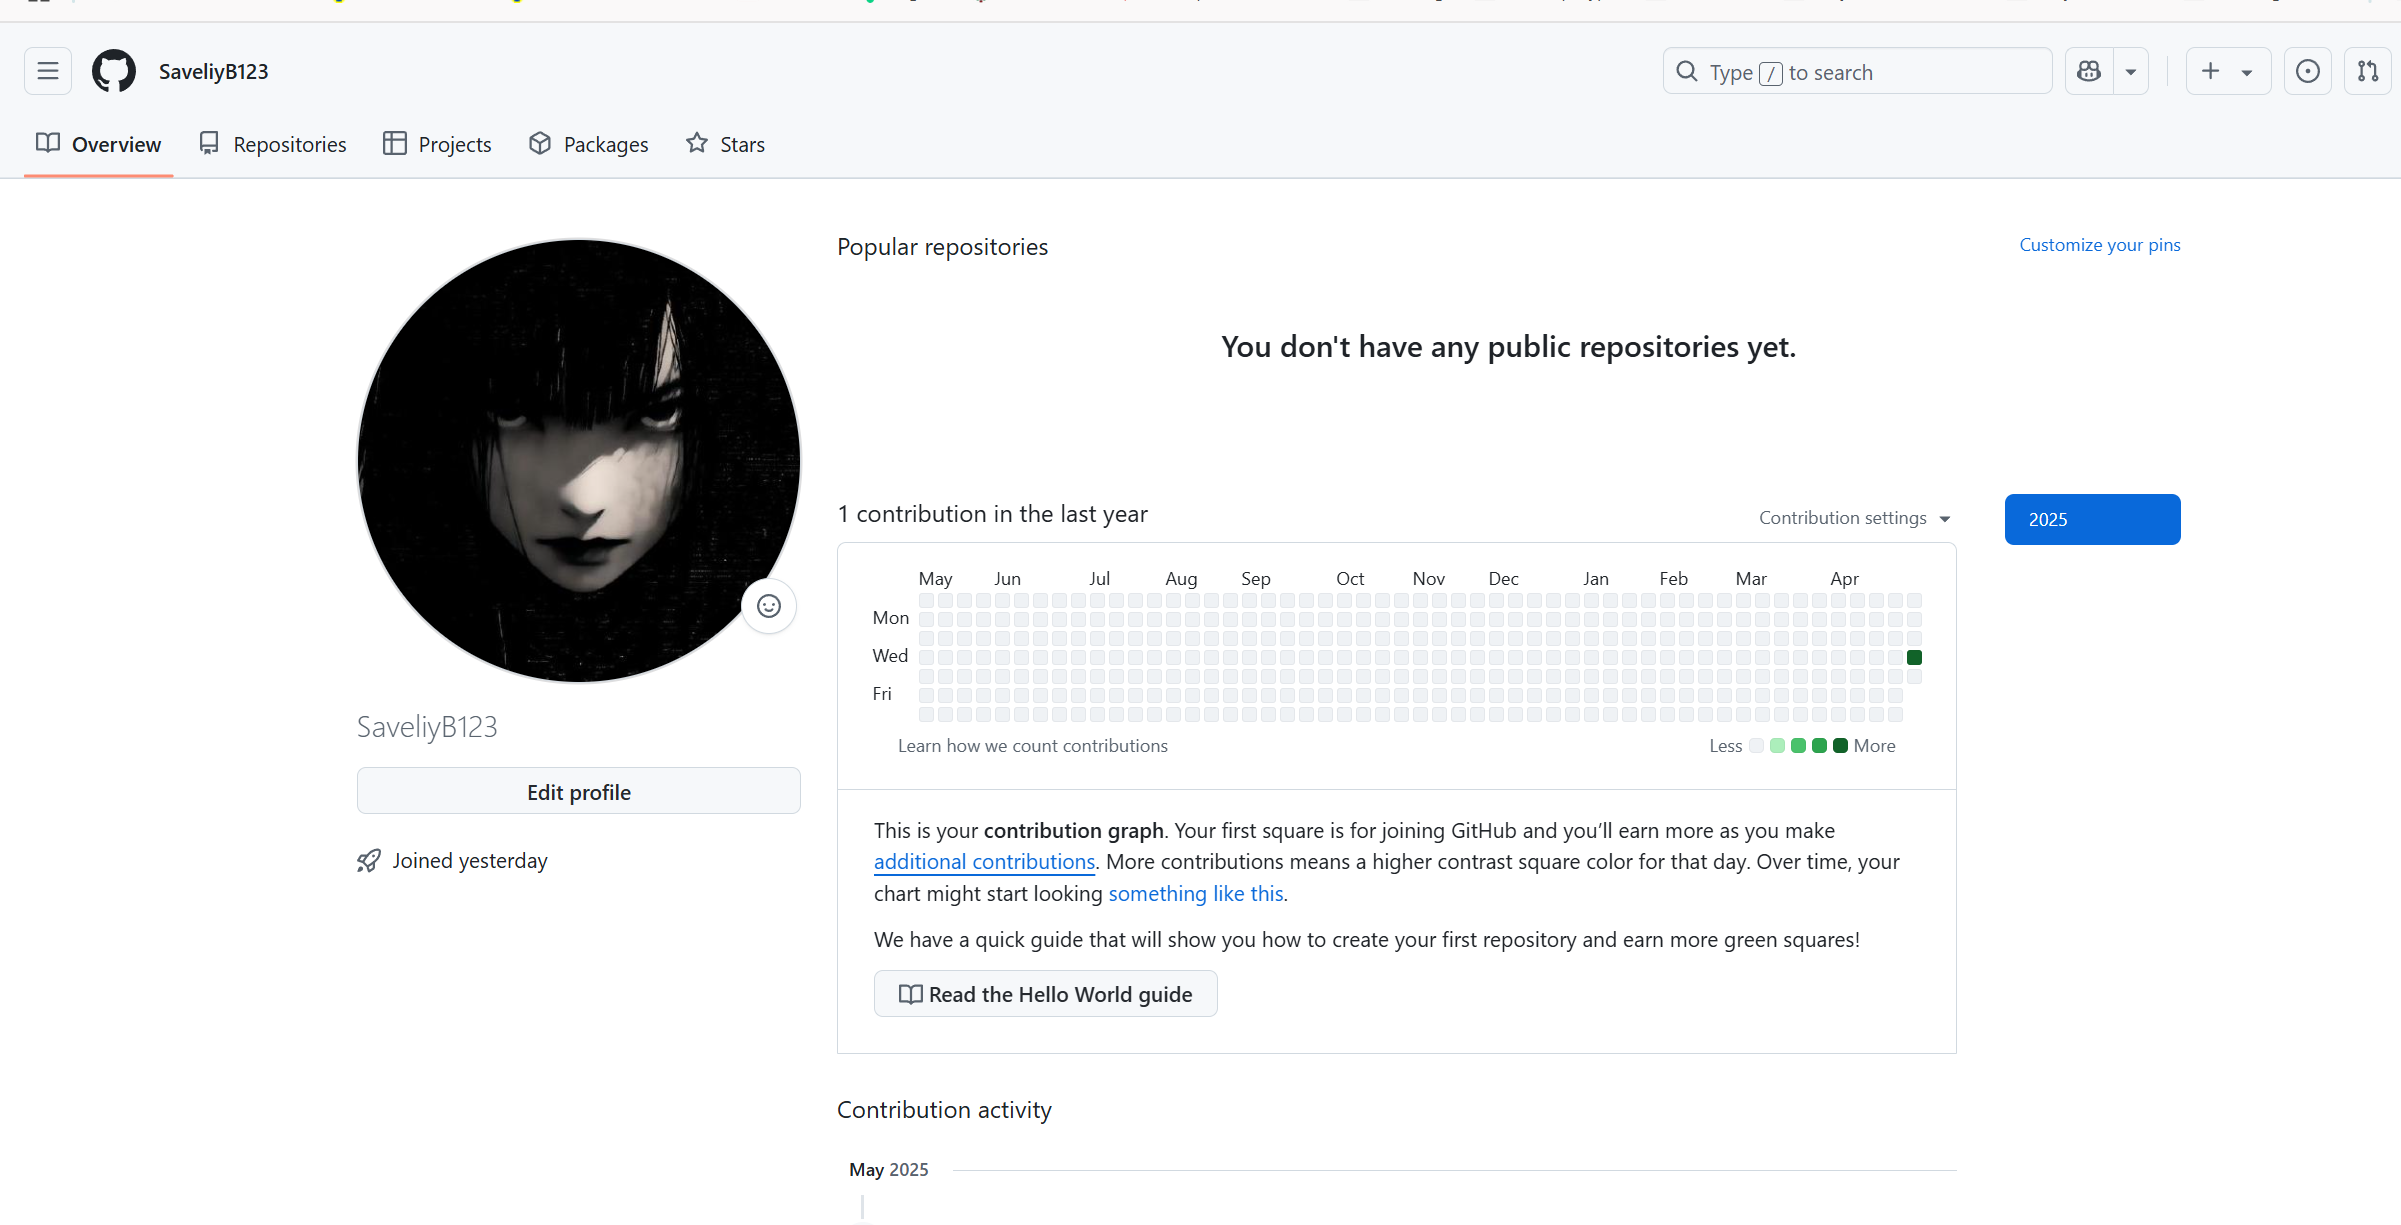 SaveliyB123
Type / to search
Overview
Repositories
Projects
Packages
Stars
Popular repositories
Customize your pins
You don't have any public repositories yet.
1 contribution in the last year
Contribution settings
2025
May Jun Jul Aug Sep Oct Nov Dec Jan Feb Mar Apr
Mon
Wed
Fri
Learn how we count contributions
Less
More
SaveliyB123
Edit profile
Joined yesterday
This is your contribution graph. Your first square is for joining GitHub and you’ll earn more as you make
additional contributions. More contributions means a higher contrast square color for that day. Over time, your
chart might start looking something like this.
We have a quick guide that will show you how to create your first repository and earn more green squares!
Read the Hello World guide
Contribution activity
May 2025